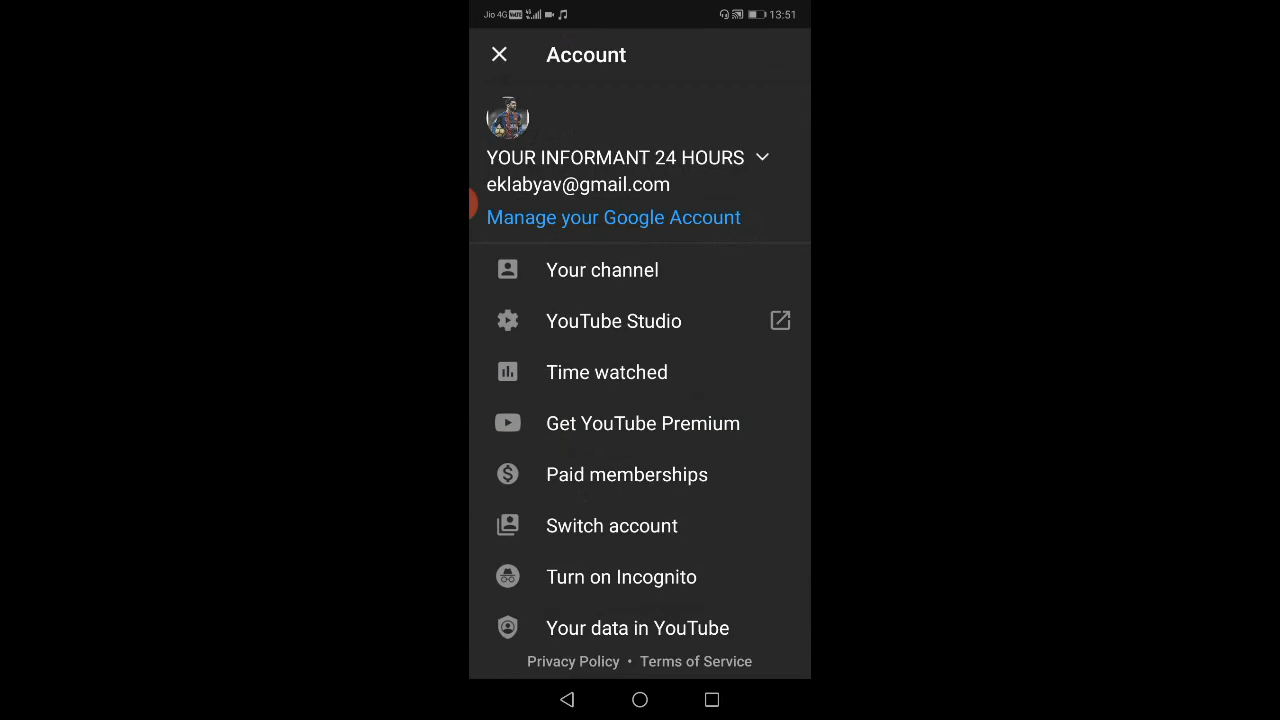 Jio 4G VoLTE 4G 13:51
Account
YOUR INFORMANT 24 HOURS
eklabyav@gmail.com
Manage your Google Account
Your channel
YouTube Studio
Time watched
Get YouTube Premium
Paid memberships
Switch account
Turn on Incognito
Your data in YouTube
Privacy Policy • Terms of Service